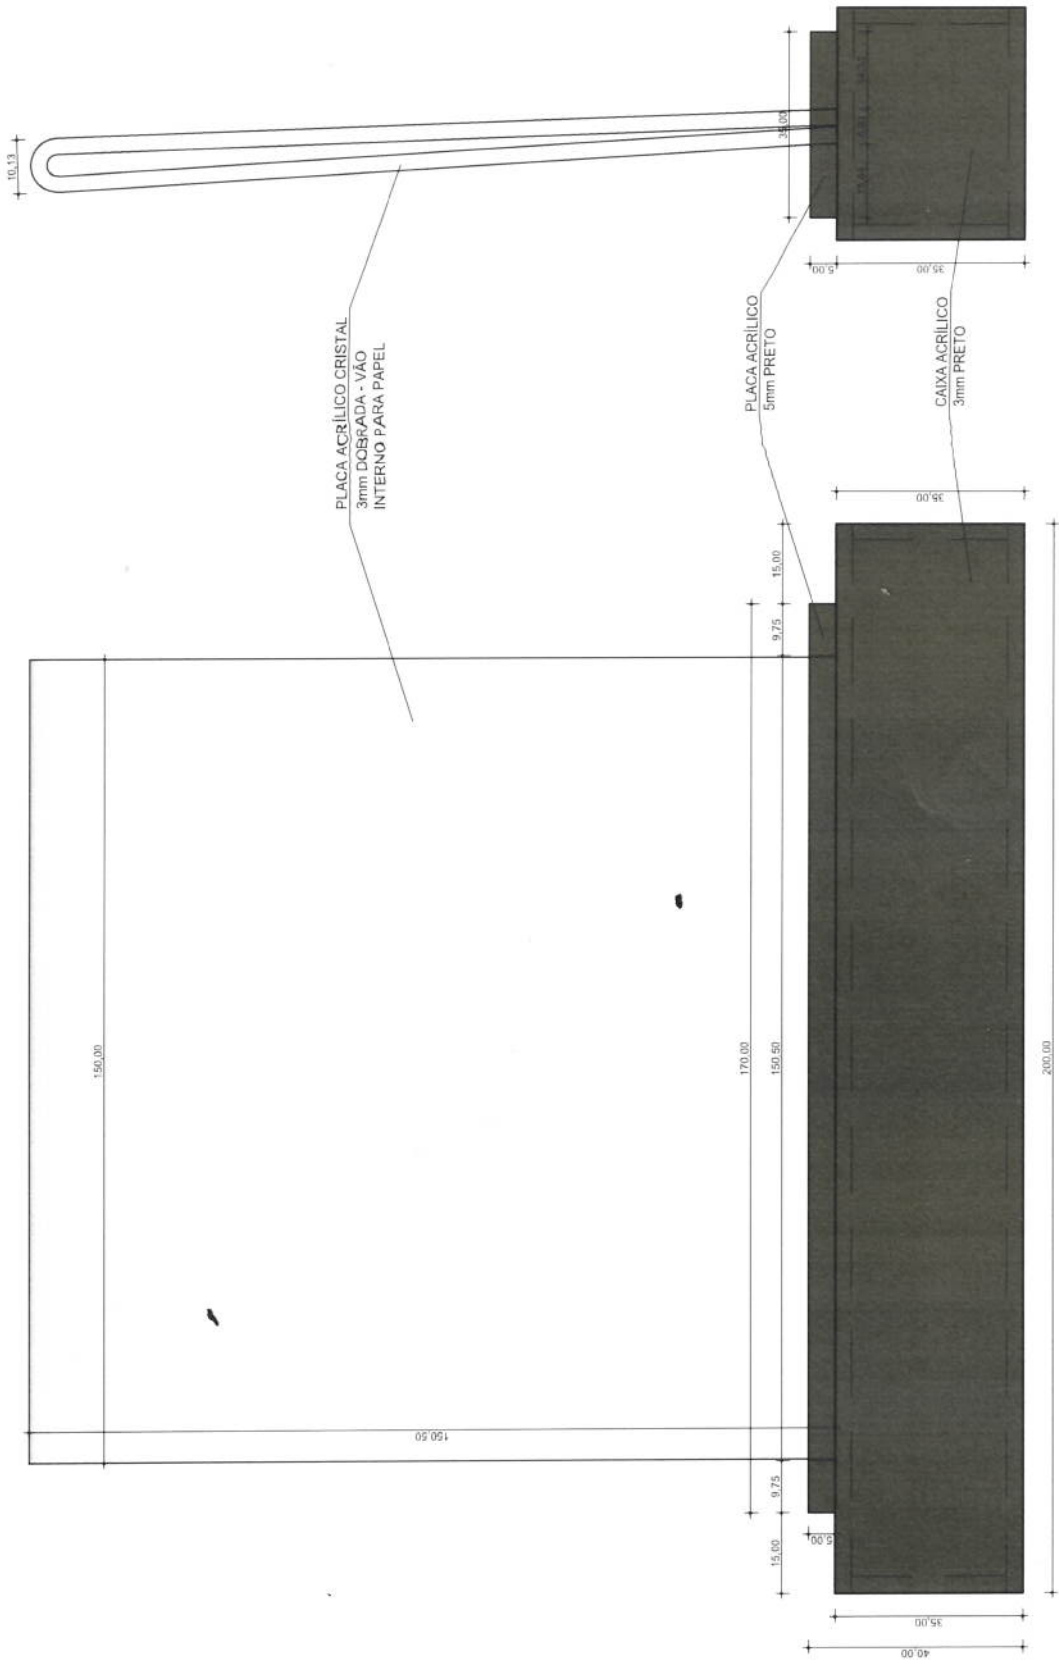 10,13
35,00
5,00
35,00
PLACA ACRÍLICO CRISTAL
3mm DOBRADA - VÃO
INTERNO PARA PAPEL
PLACA ACRÍLICO
5mm PRETO
CAIXA ACRÍLICO
3mm PRETO
35,00
15,00
9,75
150,00
170,00
150,50
200,00
150,50
9,75
15,00
5,00
35,00
40,00